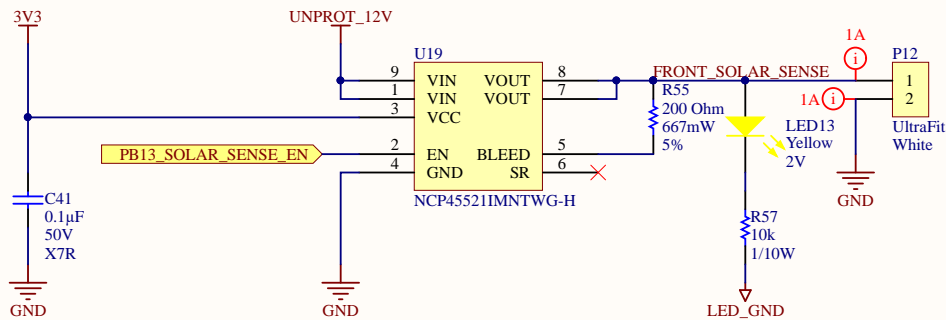 3V3
UNPROT_12V
U19
9
VIN
1
VIN
3
VCC
2
EN
4
GND
VOUT
8
VOUT
7
BLEED
5
SR
6
NCP45521IMNTWG-H
PB13_SOLAR_SENSE_EN
C41
0.1µF
50V
X7R
GND
GND
FRONT_SOLAR_SENSE
R55
200 Ohm
667mW
5%
LED13
Yellow
2V
R57
10k
1/10W
LED_GND
1A
i
1A
i
P12
1
2
UltraFit
White
GND